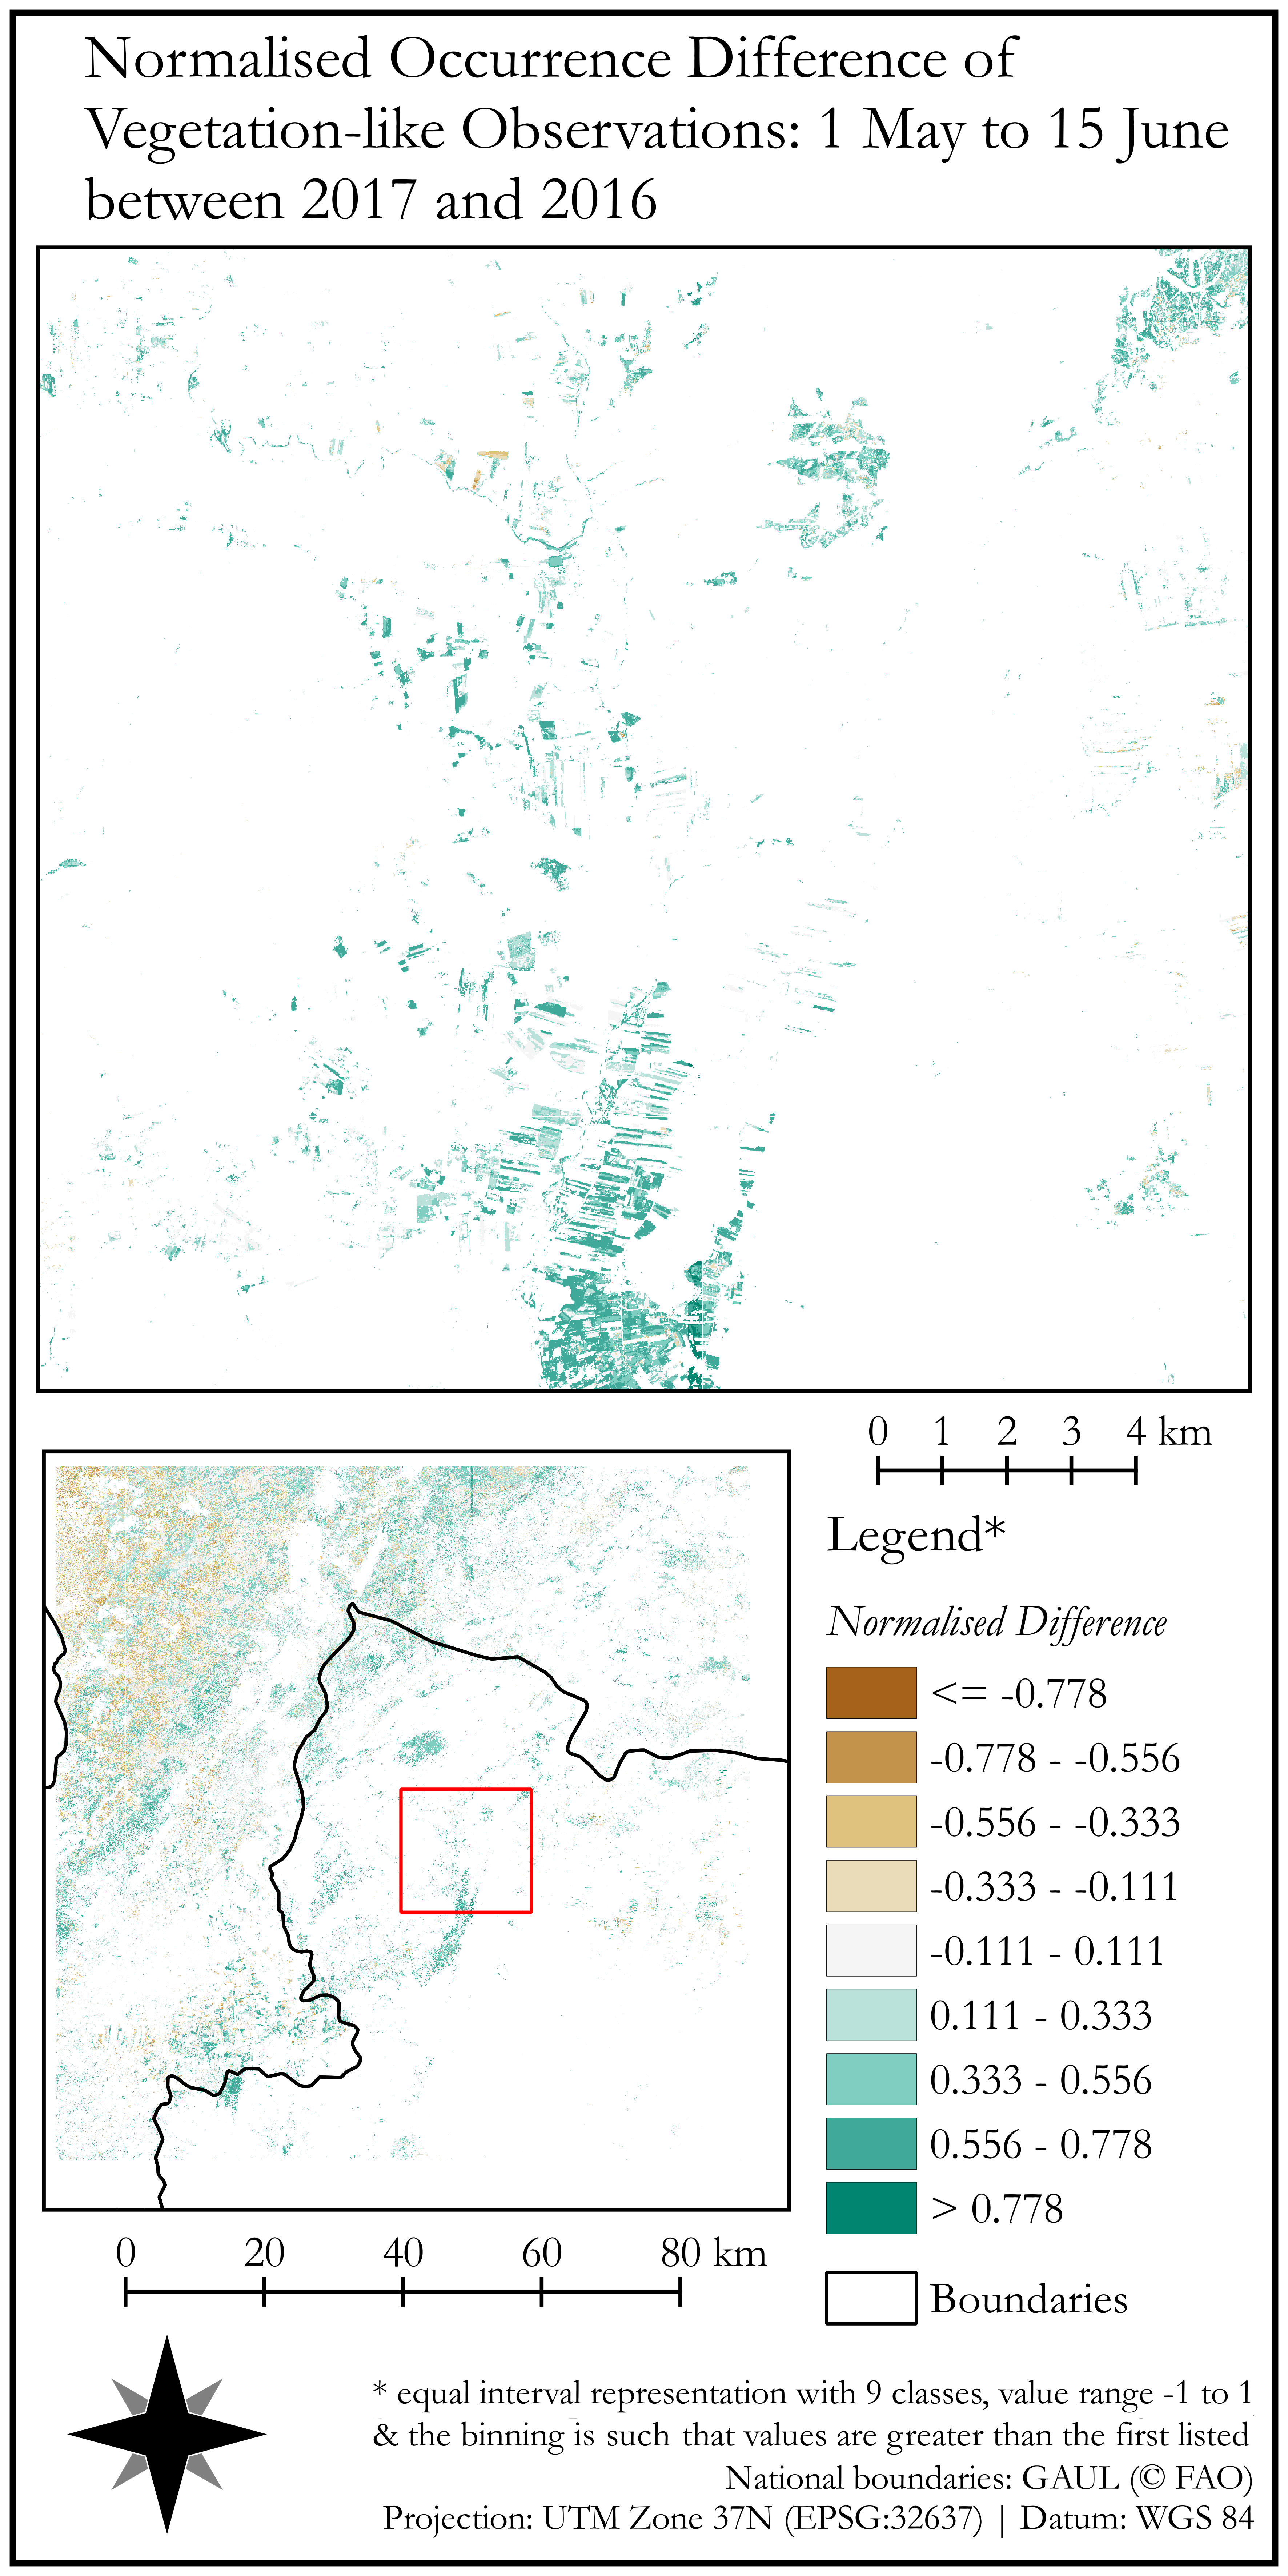 Normalised Occurrence Difference of
Vegetation-like Observations: 1 May to 15 June
between 2017 and 2016
0 1 2 3 4 km
Legend*
Normalised Difference
<= -0.778
-0.778 - -0.556
-0.556 - -0.333
-0.333 - -0.111
-0.111 - 0.111
0.111 - 0.333
0.333 - 0.556
0.556 - 0.778
> 0.778
Boundaries
0 20 40 60 80 km
* equal interval representation with 9 classes, value range -1 to 1
& the binning is such that values are greater than the first listed
National boundaries: GAUL (© FAO)
Projection: UTM Zone 37N (EPSG:32637) | Datum: WGS 84